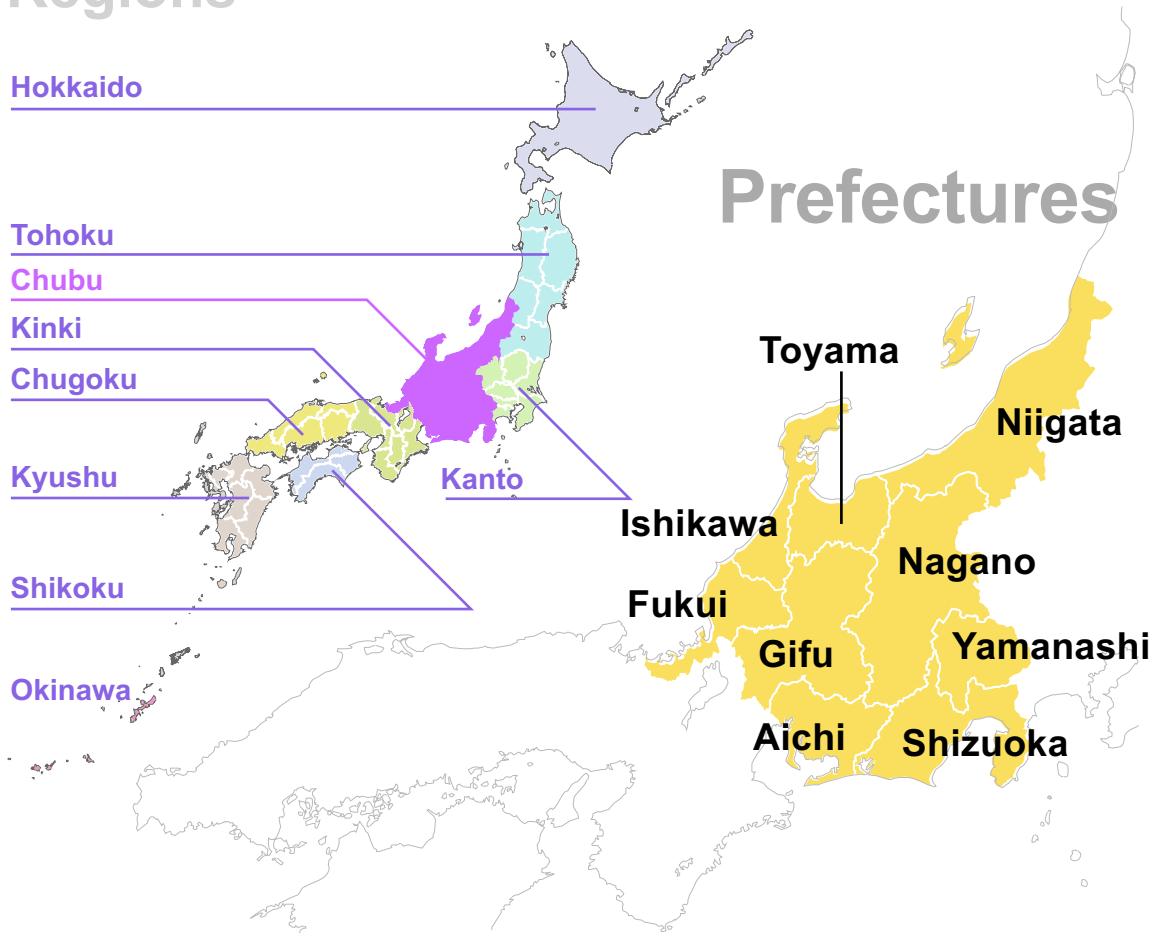 Regions
Hokkaido
Prefectures
Tohoku
Chubu
Kinki
Toyama
Chugoku
Niigata
Kyushu
Kanto
Ishikawa
Nagano
Shikoku
Fukui
Gifu
Yamanashi
Okinawa
Aichi
Shizuoka